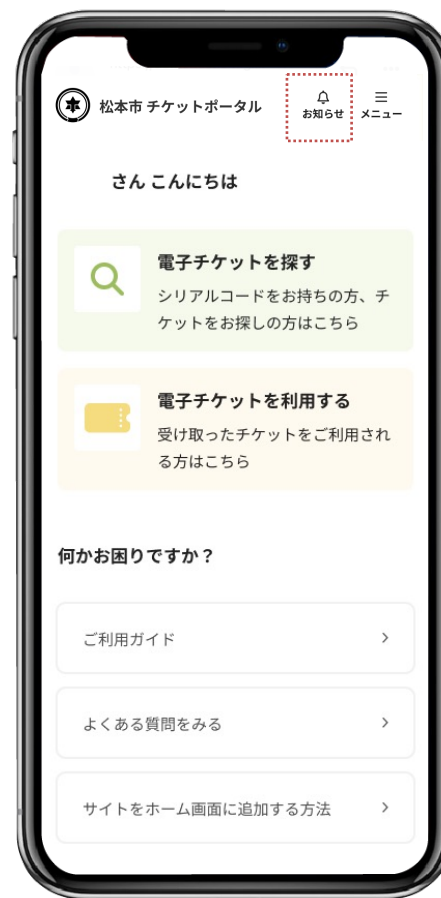 松本市 チケットポータル
お知らせ
メニュー
さん こんにちは
電子チケットを探す
シリアルコードをお持ちの方、チ
ケットをお探しの方はこちら
電子チケットを利用する
受け取ったチケットをご利用され
る方はこちら
何かお困りですか？
ご利用ガイド
よくある質問をみる
サイトをホーム画面に追加する方法